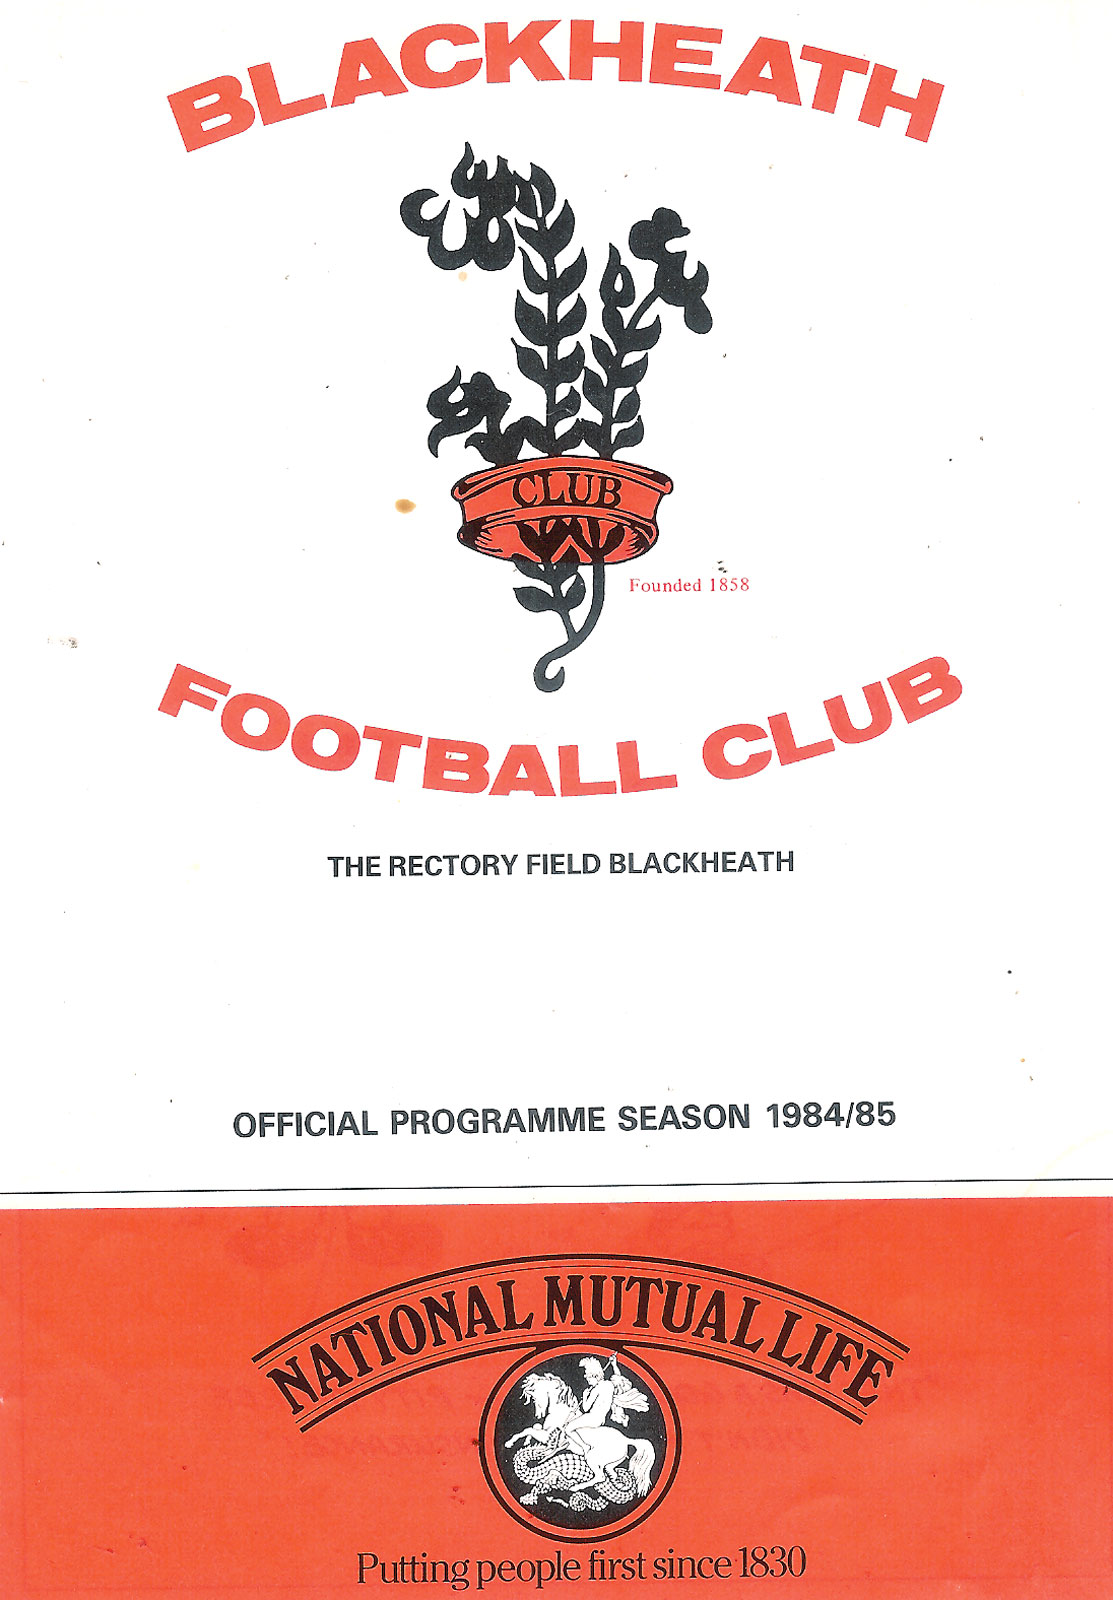 BLACKHEATH
CLUB
Founded 1858
FOOTBALL CLUB
THE RECTORY FIELD BLACKHEATH
OFFICIAL PROGRAMME SEASON 1984/85
NATIONAL MUTUAL LIFE
Putting people first since 1830